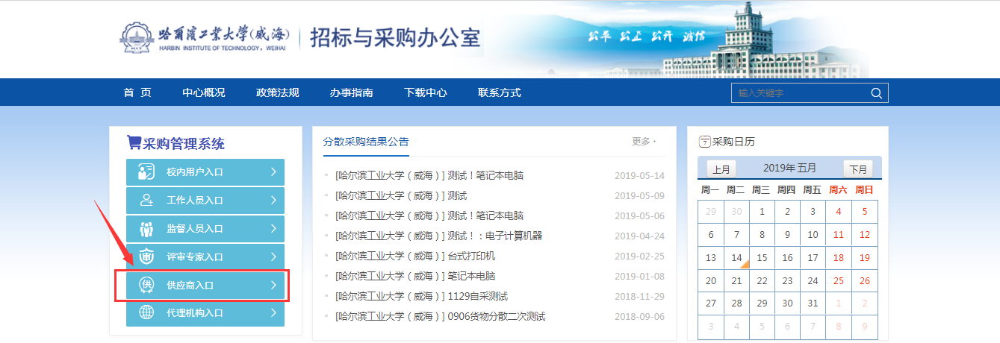 哈爾濱工業大學(威海)
HARBIN INSTITUTE OF TECHNOLOGY, WEIHAI
招标与采购办公室
公平 公正 公开 诚信
首 页 中心概况 政策法规 办事指南 下载中心 联系方式
输入关键字
采购管理系统
校内用户入口
工作人员入口
监督人员入口
审
评审专家入口
供
供应商入口
代理机构入口
分散采购结果公告 更多
[哈尔滨工业大学（威海）] 测试！笔记本电脑 2019-05-14
[哈尔滨工业大学（威海）] 测试 2019-05-09
[哈尔滨工业大学（威海）] 测试！笔记本电脑 2019-05-06
[哈尔滨工业大学（威海）] 测试！：电子计算机器 2019-04-24
[哈尔滨工业大学（威海）] 台式打印机 2019-02-25
[哈尔滨工业大学（威海）] 笔记本电脑 2019-01-08
[哈尔滨工业大学（威海）] 1129自采测试 2018-11-29
[哈尔滨工业大学（威海）] 0906货物分散二次测试 2018-09-06
7 采购日历
上月 2019年 五月 下月
周一 周二 周三 周四 周五 周六 周日
29 30 1 2 3 4 5
6 7 8 9 10 11 12
13 14 15 16 17 18 19
20 21 22 23 24 25 26
27 28 29 30 31 1 2
3 4 5 6 7 8 9